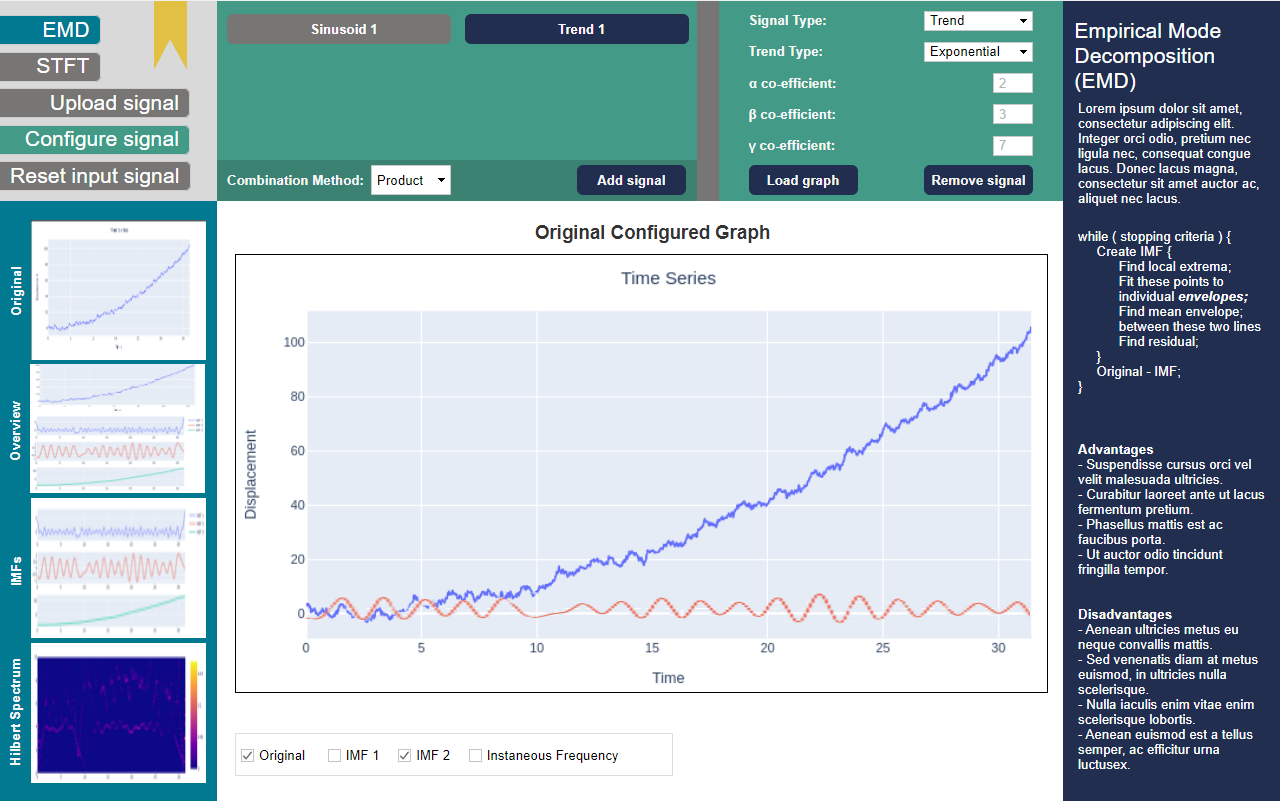 EMD
STFT
Upload signal
Configure signal
Reset input signal
Sinusoid 1
Trend 1
Combination Method: Product
Add signal
Signal Type: Trend
Trend Type: Exponential
α co-efficient: 2
β co-efficient: 3
γ co-efficient: 7
Load graph
Remove signal
Original
Overview
IMFs
Hilbert Spectrum
Original Configured Graph
Time Series
Displacement
100
80
60
40
20
0
0 5 10 15 20 25 30
Time
Original
IMF 1
IMF 2
Instaneous Frequency
Empirical Mode
Decomposition
(EMD)
Lorem ipsum dolor sit amet,
consectetur adipiscing elit.
Integer orci odio, pretium nec
ligula nec, consequat congue
lacus. Donec lacus magna,
consectetur sit amet auctor ac,
aliquet nec lacus.
while ( stopping criteria ) {
Create IMF {
Find local extrema;
Fit these points to
individual envelopes;
Find mean envelope;
between these two lines
Find residual;
}
Original - IMF;
}
Advantages
- Suspendisse cursus orci vel
velit malesuada ultricies.
- Curabitur laoreet ante ut lacus
fermentum pretium.
- Phasellus mattis est ac
faucibus porta.
- Ut auctor odio tincidunt
fringilla tempor.
Disadvantages
- Aenean ultricies metus eu
neque convallis mattis.
- Sed venenatis diam at metus
euismod, in ultricies nulla
scelerisque.
- Nulla iaculis enim vitae enim
scelerisque lobortis.
- Aenean euismod est a tellus
semper, ac efficitur urna
luctusex.